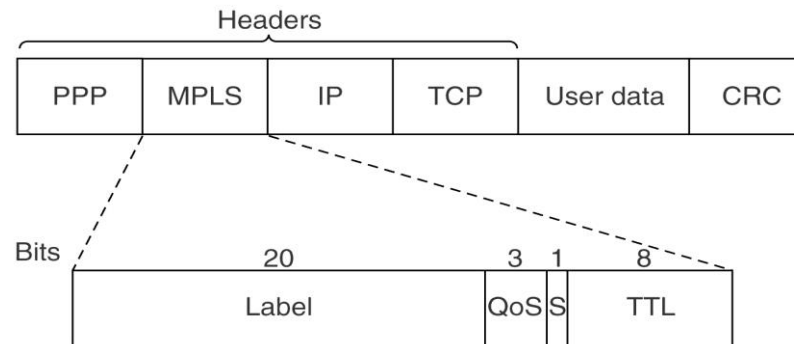 Headers
PPP MPLS IP TCP User data CRC
Bits 20 3 1 8
Label QoS S TTL